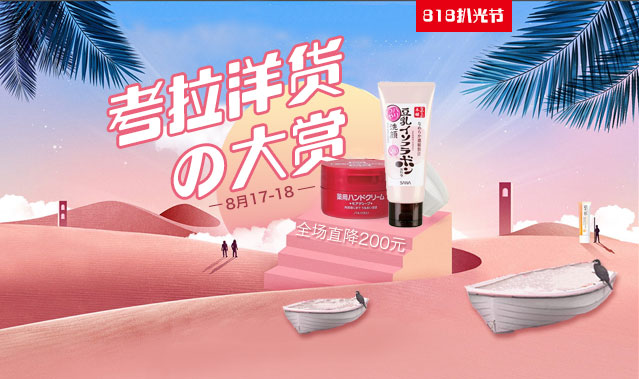 818扒光节
考拉洋货
の大赏
8月17-18
全场直降200元
薬用ハンドクリーム
豆乳イソフラボン
洗顔
SANA